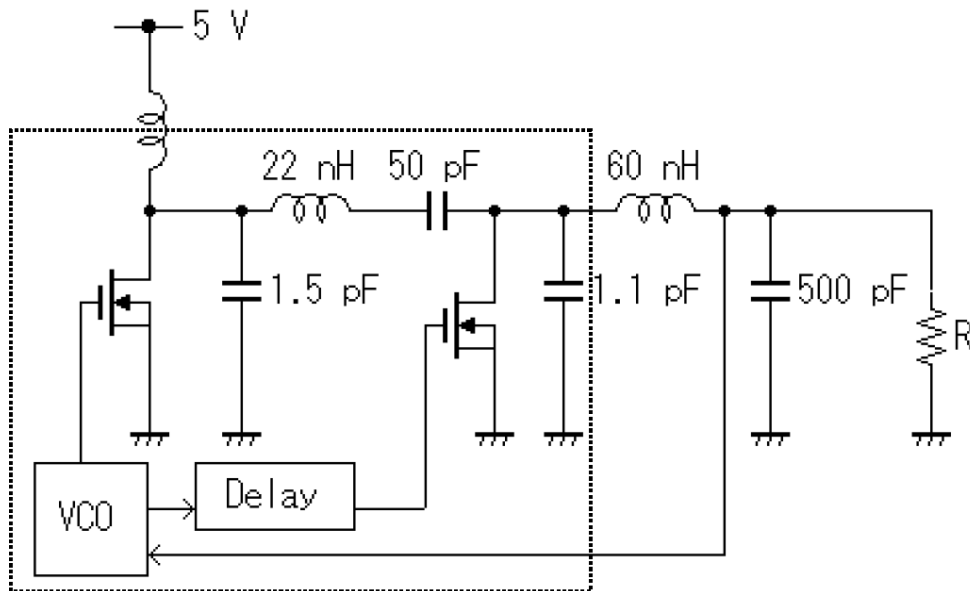 5 V
22 nH
50 pF
60 nH
1.5 pF
1.1 pF
500 pF
R
VCO
Delay